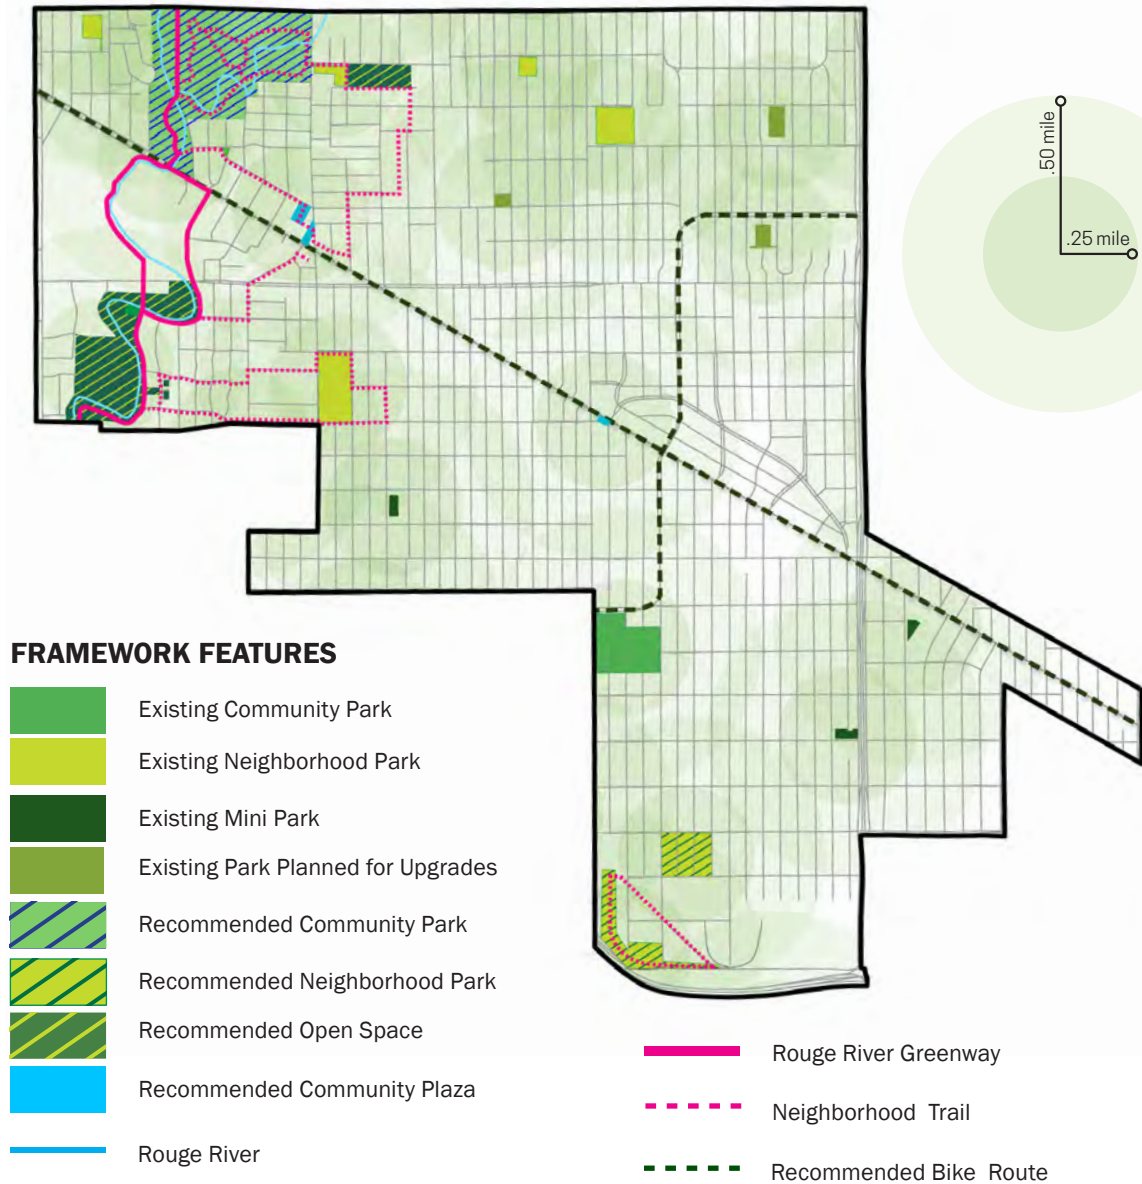 .50 mile
.25 mile
FRAMEWORK FEATURES
Existing Community Park
Existing Neighborhood Park
Existing Mini Park
Existing Park Planned for Upgrades
Recommended Community Park
Recommended Neighborhood Park
Recommended Open Space
Recommended Community Plaza
Rouge River
Rouge River Greenway
Neighborhood Trail
Recommended Bike Route